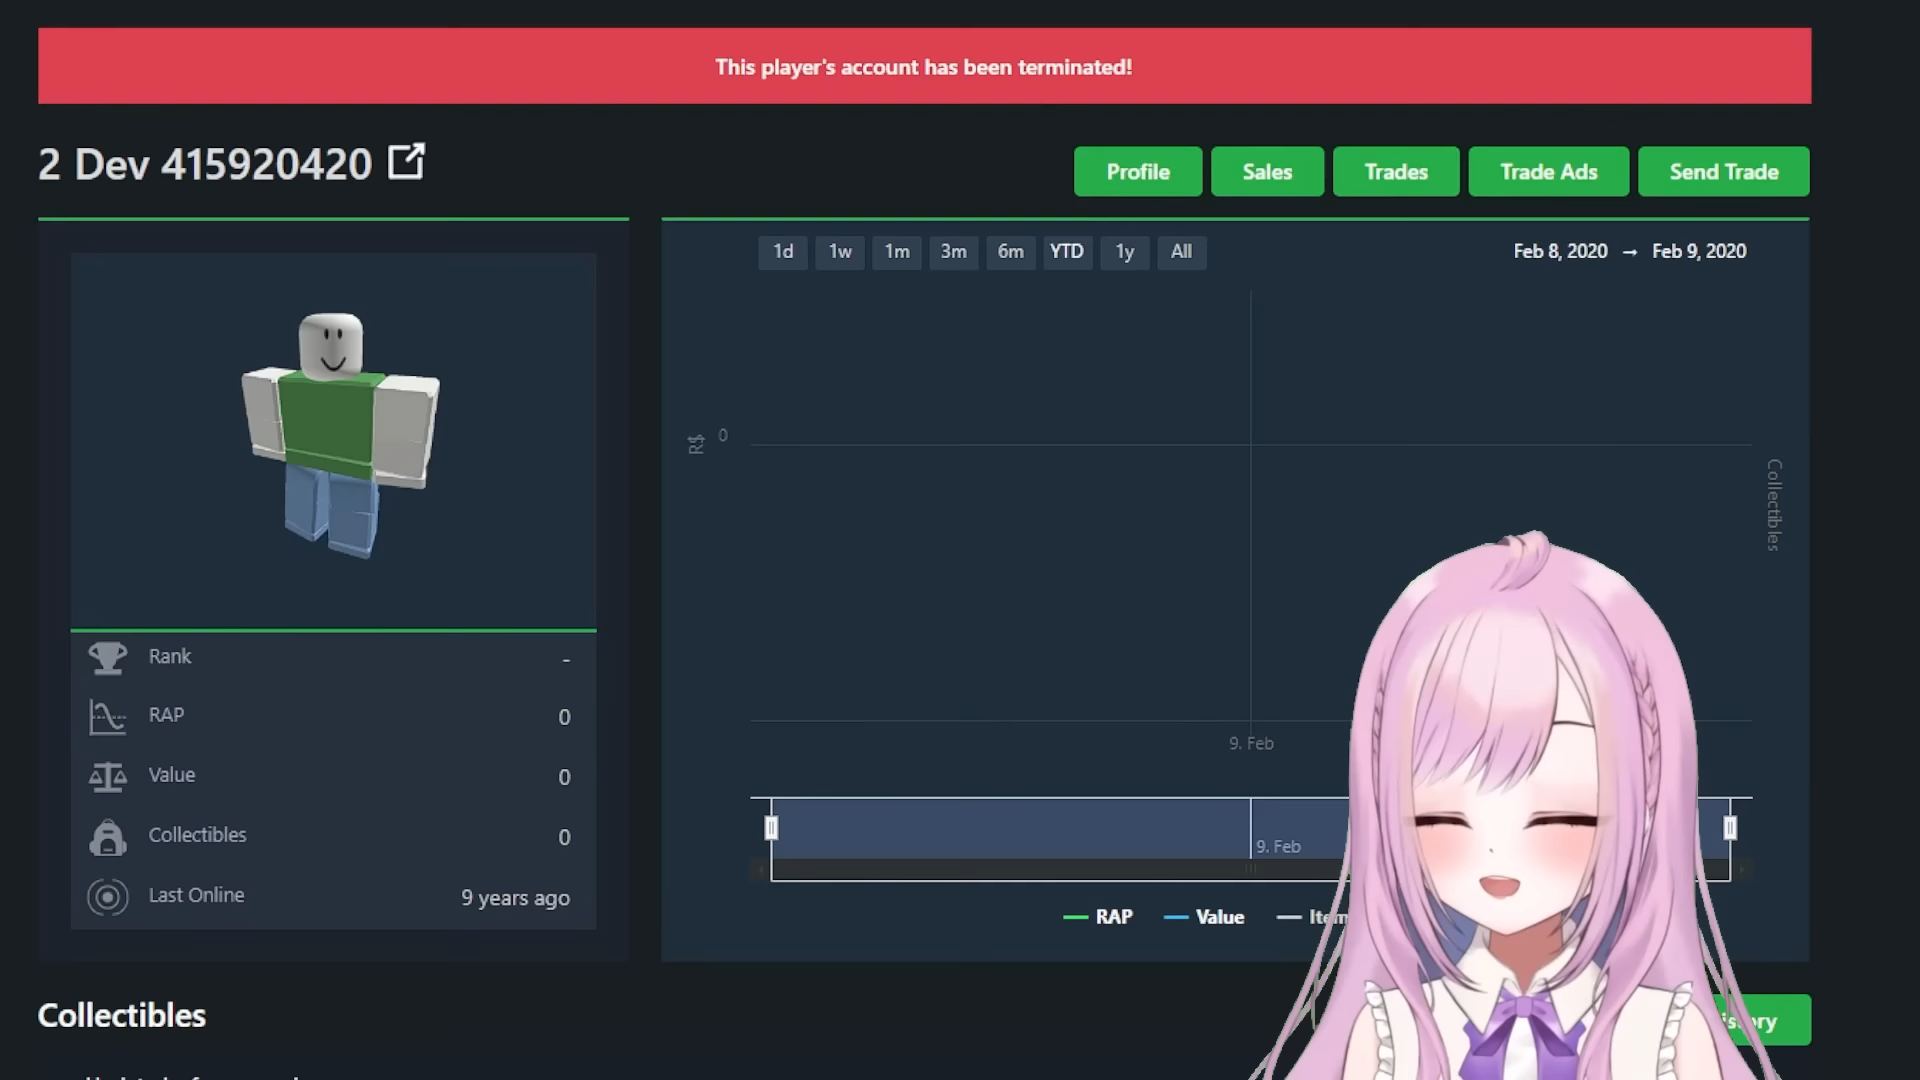 This player's account has been terminated!
2 Dev 415920420
Profile
Sales
Trades
Trade Ads
Send Trade
1d
1w
1m
3m
6m
YTD
1y
All
Feb 8, 2020 → Feb 9, 2020
R$
0
Collectibles
9. Feb
9. Feb
RAP
Value
Rank
-
RAP
0
Value
0
Collectibles
0
Last Online
9 years ago
Collectibles